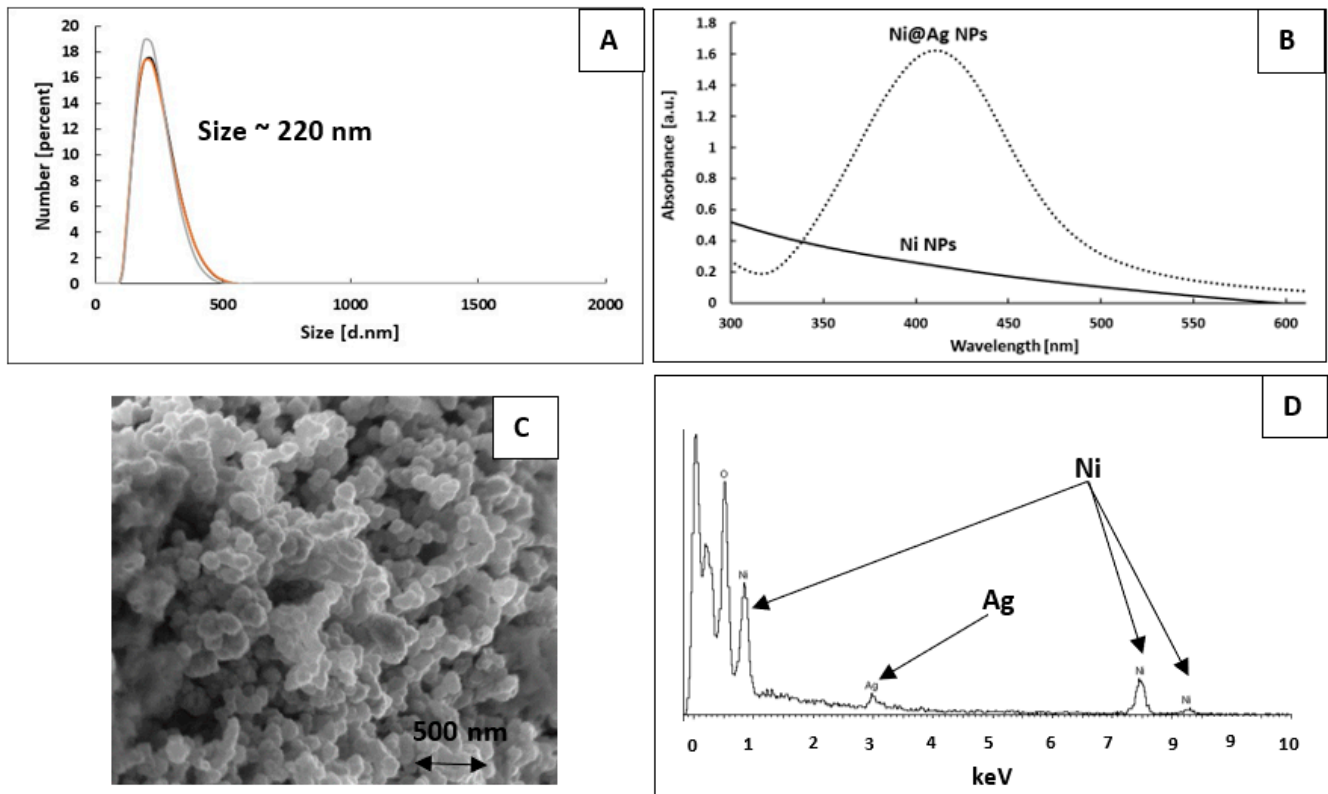 A
20
18
16
14
12
10
8
6
4
2
0
Number [percent]
Size ~ 220 nm
0 500 1000 1500 2000
Size [d.nm]
B
1.8
1.6
1.4
1.2
1
0.8
0.6
0.4
0.2
0
Absorbance [a.u.]
Ni@Ag NPs
Ni NPs
300 350 400 450 500 550 600
Wavelength [nm]
C
500 nm
D
Ni
O
Ni
Ag
Ag
Ni
Ni
0 1 2 3 4 5 6 7 9 9 10
keV